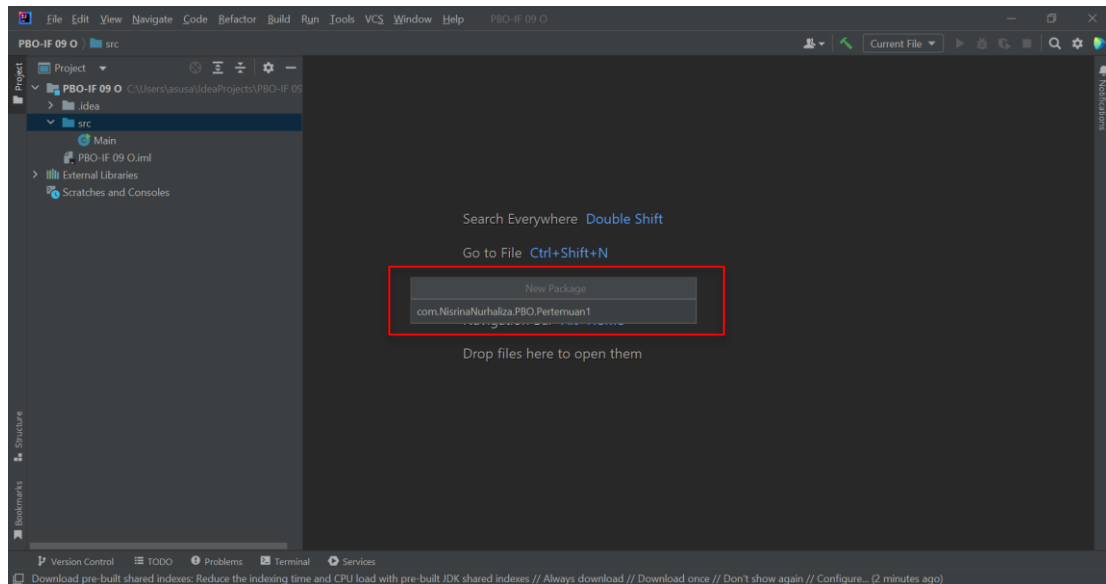 File Edit View Navigate Code Refactor Build Run Tools VCS Window Help PBO-IF 09 O
PBO-IF 09 O src
Current File
Project
Project
PBO-IF 09 O C:\Users\asusa\IdeaProjects\PBO-IF 09
.idea
src
Main
PBO-IF 09 O.iml
External Libraries
Scratches and Consoles
Notifications
Search Everywhere Double Shift
Go to File Ctrl+Shift+N
New Package
com.NisrinaNurhaliza.PBO.Pertemuan1
Drop files here to open them
Structure
Bookmarks
Version Control TODO Problems Terminal Services
Download pre-built shared indexes: Reduce the indexing time and CPU load with pre-built JDK shared indexes // Always download // Download once // Don't show again // Configure... (2 minutes ago)